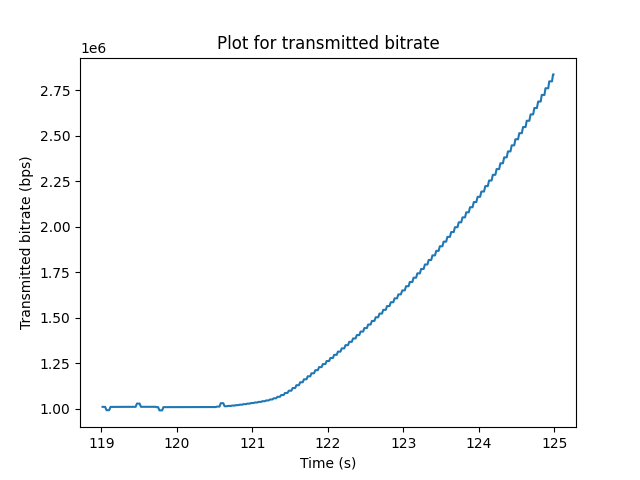 Plot for transmitted bitrate
1e6
2.75
2.50
2.25
2.00
1.75
1.50
1.25
1.00
Transmitted bitrate (bps)
119 120 121 122 123 124 125
Time (s)